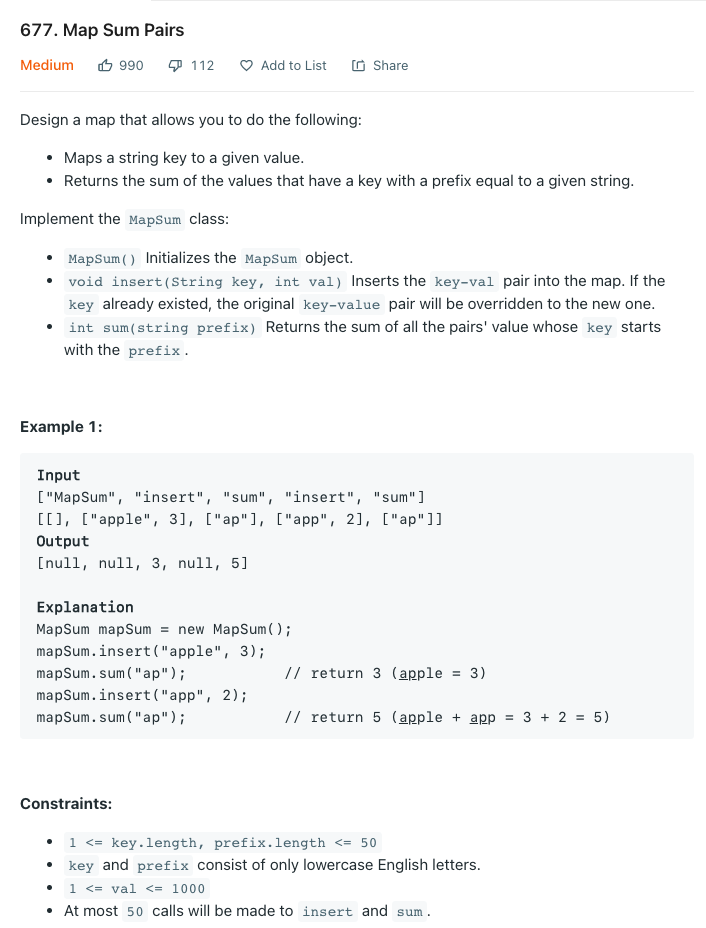 677. Map Sum Pairs
Medium 990 112 Add to List Share
Design a map that allows you to do the following:
• Maps a string key to a given value.
• Returns the sum of the values that have a key with a prefix equal to a given string.
Implement the MapSum class:
• MapSum() Initializes the MapSum object.
• void insert(String key, int val) Inserts the key-val pair into the map. If the
key already existed, the original key-value pair will be overridden to the new one.
• int sum(string prefix) Returns the sum of all the pairs' value whose key starts
with the prefix .
Example 1:
Input
["MapSum", "insert", "sum", "insert", "sum"]
[[], ["apple", 3], ["ap"], ["app", 2], ["ap"]]
Output
[null, null, 3, null, 5]
Explanation
MapSum mapSum = new MapSum();
mapSum.insert("apple", 3);
mapSum.sum("ap");           // return 3 (apple = 3)
mapSum.insert("app", 2);
mapSum.sum("ap");           // return 5 (apple + app = 3 + 2 = 5)
Constraints:
• 1 <= key.length, prefix.length <= 50
• key and prefix consist of only lowercase English letters.
• 1 <= val <= 1000
• At most 50 calls will be made to insert and sum .